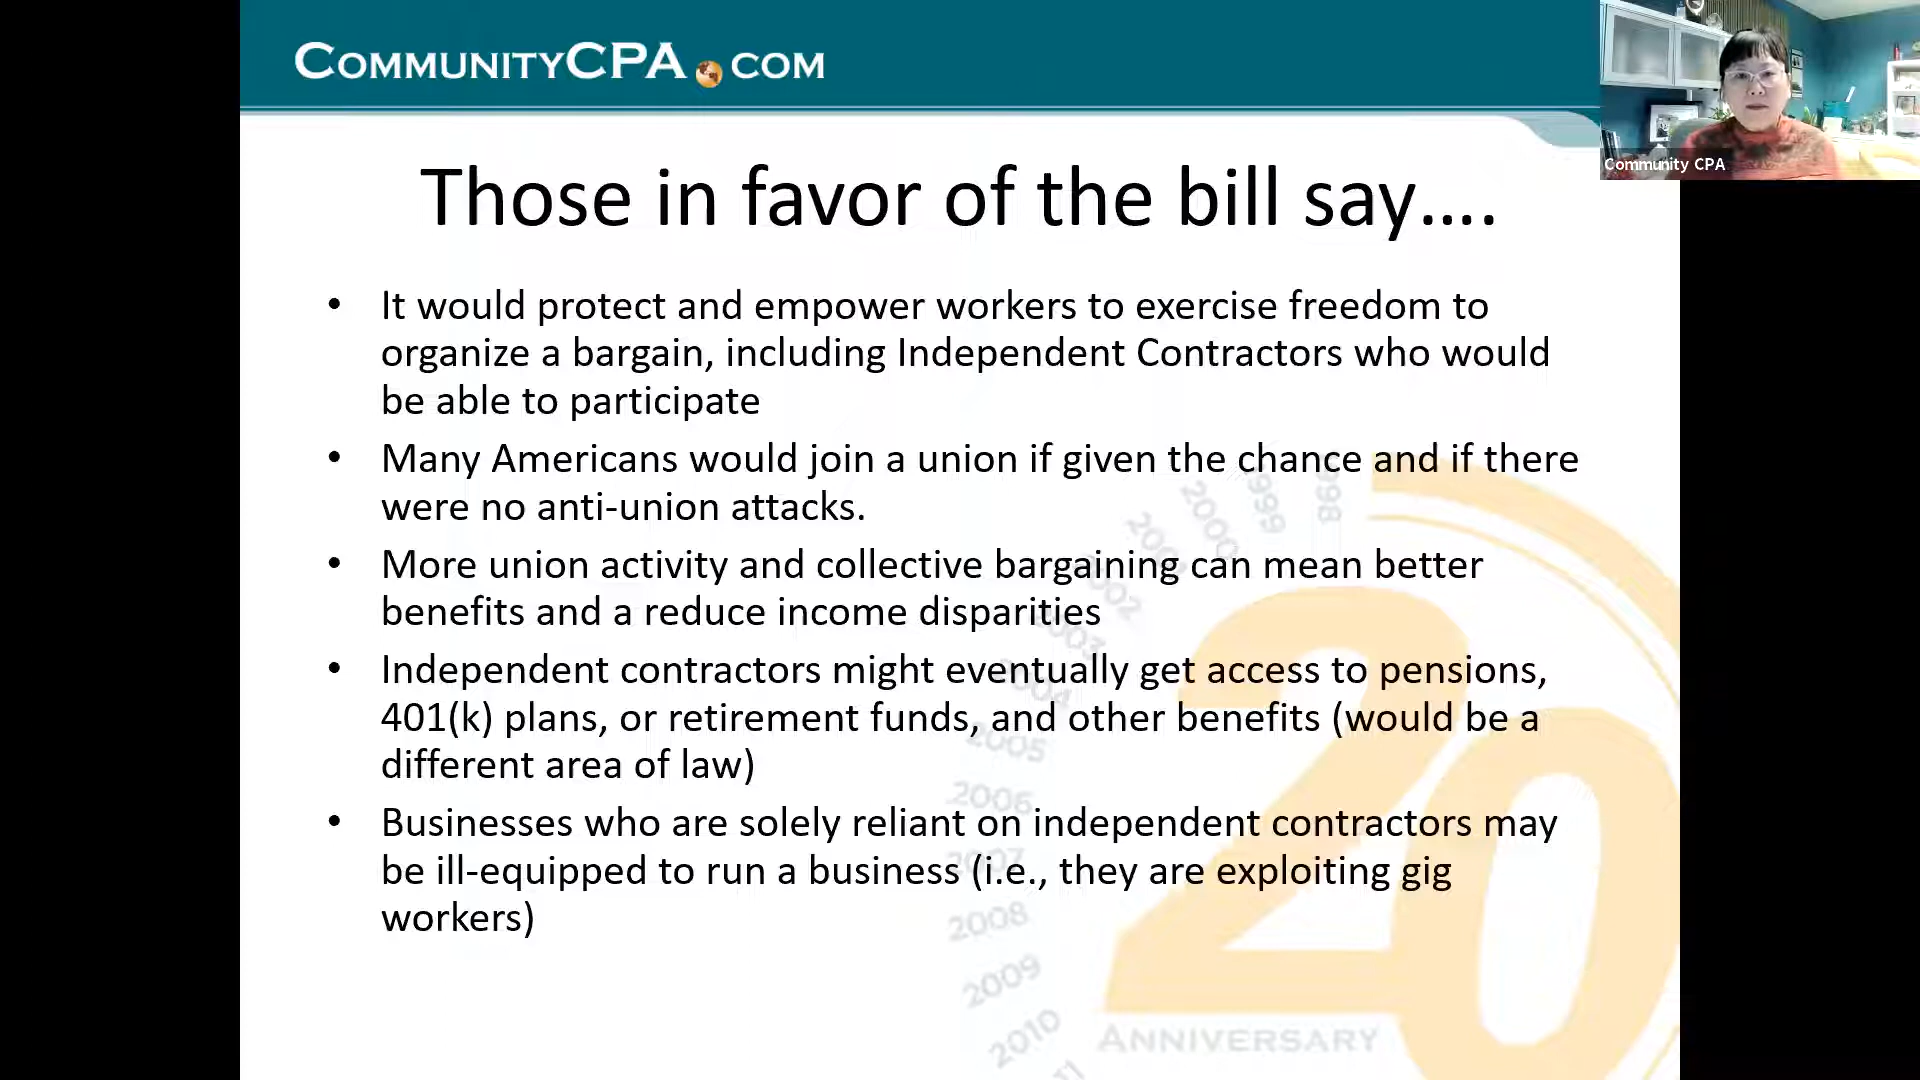 COMMUNITYCPA.COM
Community CPA
Those in favor of the bill say....
• It would protect and empower workers to exercise freedom to
organize a bargain, including Independent Contractors who would
be able to participate
• Many Americans would join a union if given the chance and if there
were no anti-union attacks.
• More union activity and collective bargaining can mean better
benefits and a reduce income disparities
• Independent contractors might eventually get access to pensions,
401(k) plans, or retirement funds, and other benefits (would be a
different area of law)
• Businesses who are solely reliant on independent contractors may
be ill-equipped to run a business (i.e., they are exploiting gig
workers)
1998
1999
2000
2002
2003
2004
2005
2006
2007
2008
2009
2010
20
ANNIVERSARY